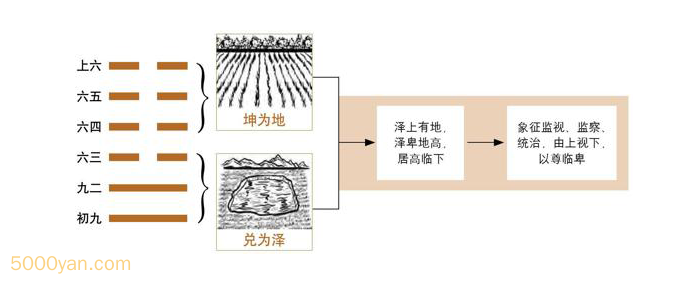 上六
六五
六四
六三
九二
初九
坤为地
兑为泽
泽上有地、
泽卑地高，
居高临下
象征监视、监察、
统治，由上视下，
以尊临卑
5000yan.com